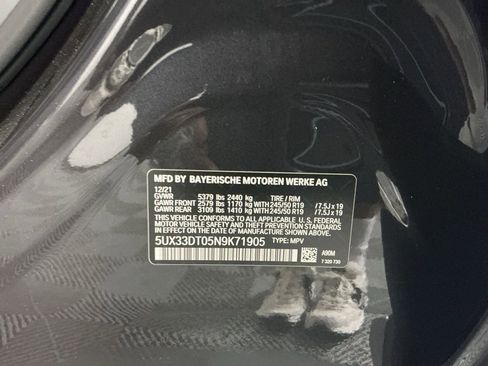 MFD BY BAYERISCHE MOTOREN WERKE AG
12/21
GVWR 5379 lbs 2440 kg TIRE / RIM
GAWR FRONT 2579 lbs 1170 kg WITH 245/50 R19 /7.5J x 19
GAWR REAR 3109 lbs 1410 kg WITH 245/50 R19 /7.5J x 19
THIS VEHICLE CONFORMS TO ALL APPLICABLE FEDERAL MOTOR VEHICLE SAFETY, BUMPER, AND THEFT PREVENTION STANDARDS IN EFFECT ON THE DATE OF MANUFACTURE SHOWN ABOVE.
5UX33DT05N9K71905 TYPE: MPV
A90M
7 320 730